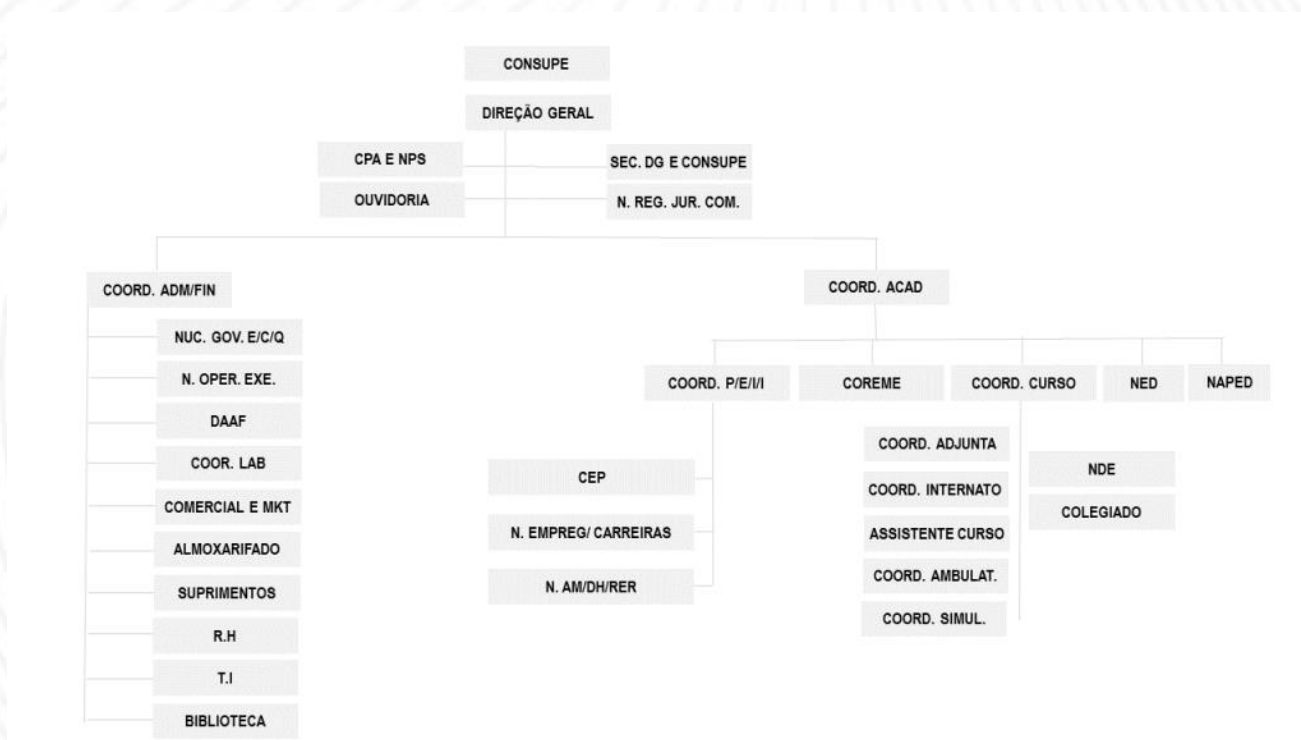 CONSUPE
DIREÇÃO GERAL
CPA E NPS
SEC. DG E CONSUPE
OUVIDORIA
N. REG. JUR. COM.
COORD. ADM/FIN
COORD. ACAD
NUC. GOV. E/C/Q
N. OPER. EXE.
DAAF
COOR. LAB
COMERCIAL E MKT
ALMOXARIFADO
SUPRIMENTOS
R.H
T.I
BIBLIOTECA
COORD. P/E/I/I
COREME
COORD. CURSO
NED
NAPED
CEP
N. EMPREG/ CARREIRAS
N. AM/DH/RER
COORD. ADJUNTA
COORD. INTERNATO
ASSISTENTE CURSO
COORD. AMBULAT.
COORD. SIMUL.
NDE
COLEGIADO